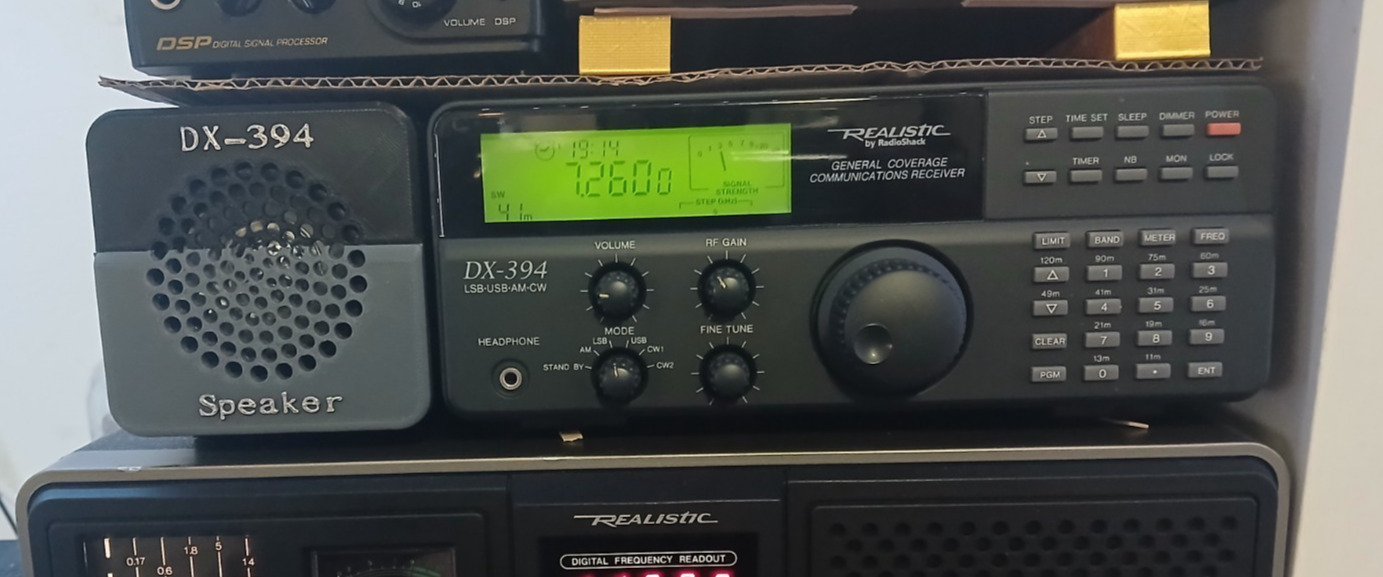 VOLUME DSP
DSP DIGITAL SIGNAL PROCESSOR
DX-394
Speaker
19:14
7.260 0
SW
41m
SIGNAL
STRENGTH
STEP (kHz)
REALISTIC
by RadioShack
GENERAL COVERAGE
COMMUNICATIONS RECEIVER
STEP TIME SET SLEEP DIMMER POWER
TIMER NB MON LOCK
DX-394
LSB·USB·AM·CW
HEADPHONE
VOLUME
RF GAIN
MODE
STAND BY AM LSB USB CW1 CW2
FINE TUNE
LIMIT BAND METER FREQ
120m 90m 75m 60m
1 2 3
49m 41m 31m 25m
4 5 6
21m 19m 16m
CLEAR 7 8 9
13m 11m
PGM 0 · ENT
REALISTIC
DIGITAL FREQUENCY READOUT
0.17 1.8 5 14
0.6